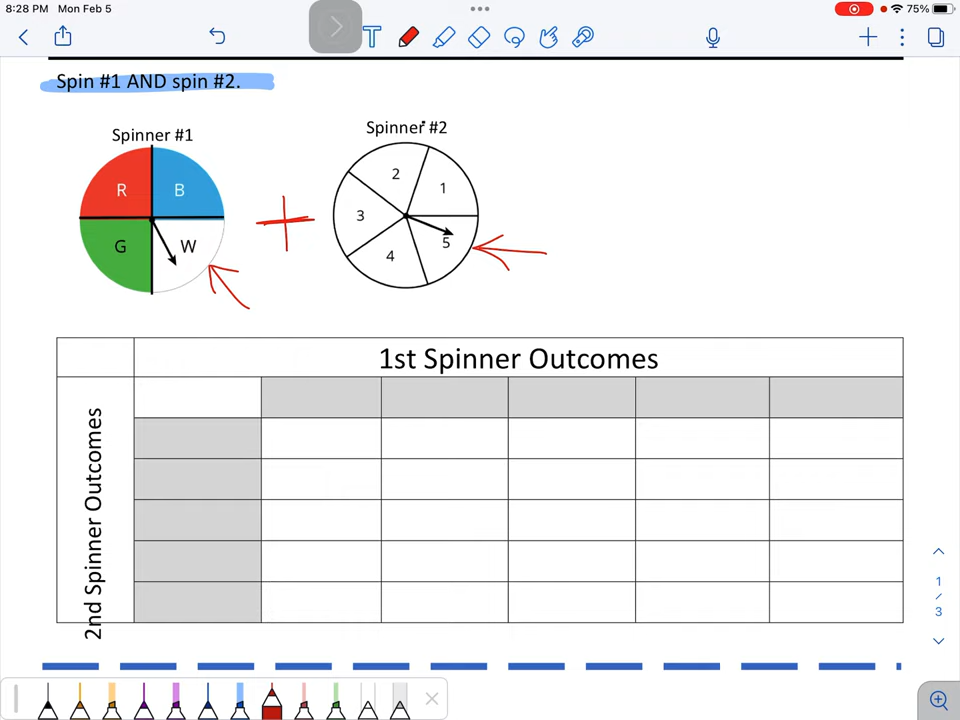 8:28 PM Mon Feb 5
75%
T
Spin #1 AND spin #2.
Spinner #1
Spinner #2
R B
G W
+
2 1
3
4 5
1st Spinner Outcomes
2nd Spinner Outcomes
1
/
3